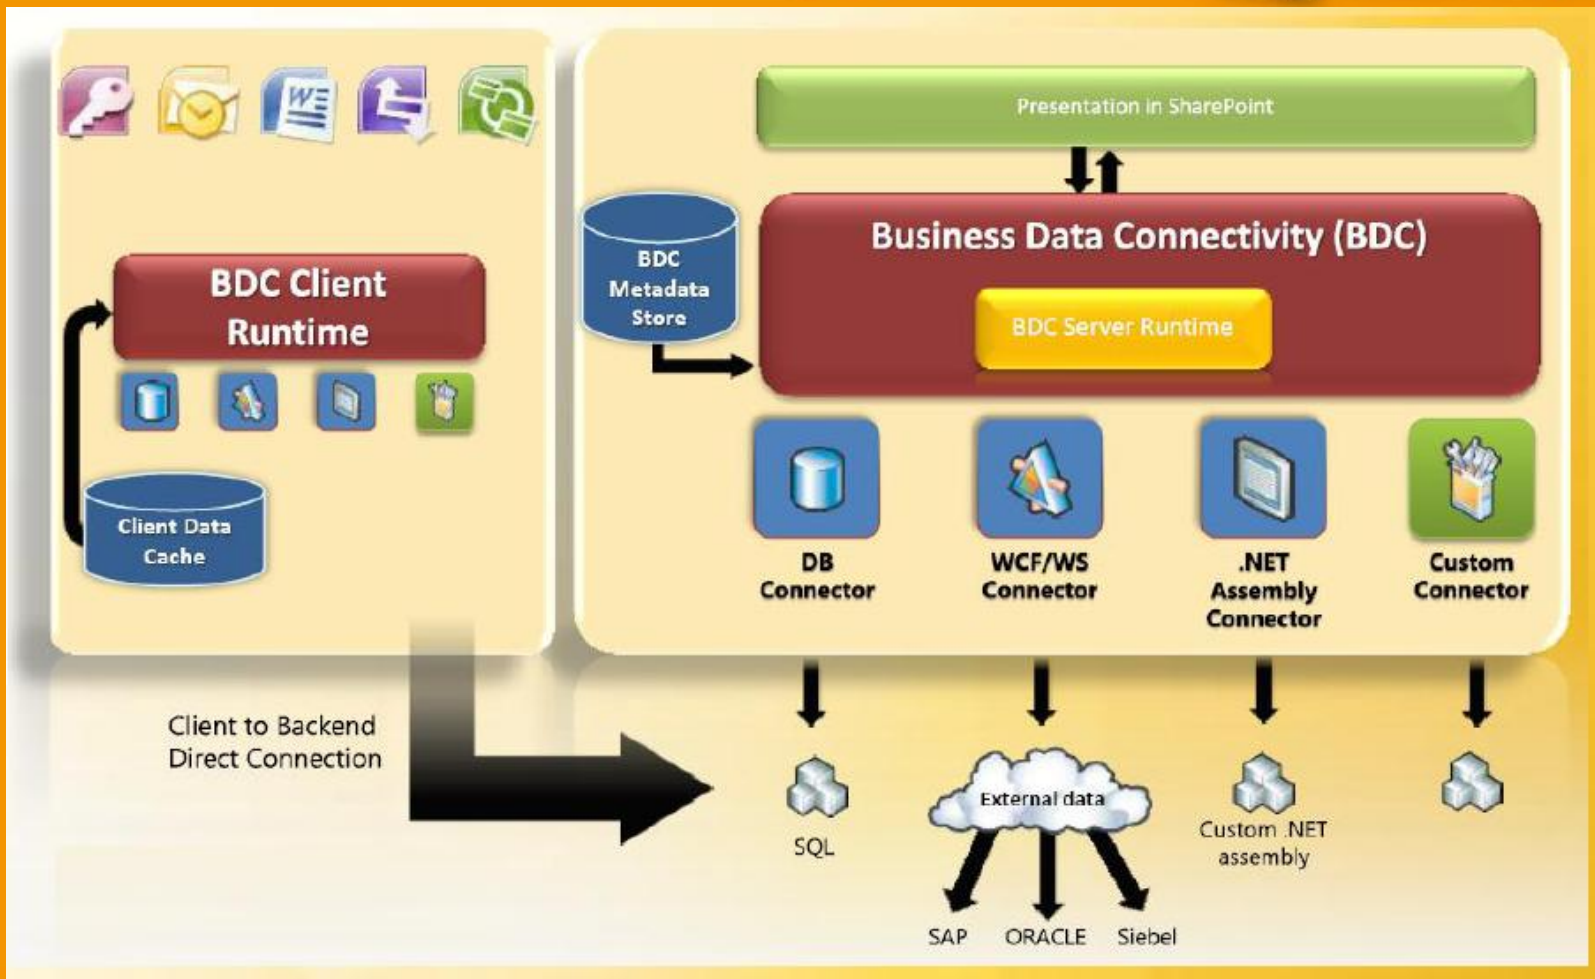 BDC Client
Runtime
Client Data
Cache
Presentation in SharePoint
Business Data Connectivity (BDC)
BDC Server Runtime
BDC
Metadata
Store
DB
Connector
WCF/WS
Connector
.NET
Assembly
Connector
Custom
Connector
Client to Backend
Direct Connection
SQL
External data
Custom .NET
assembly
SAP
ORACLE
Siebel